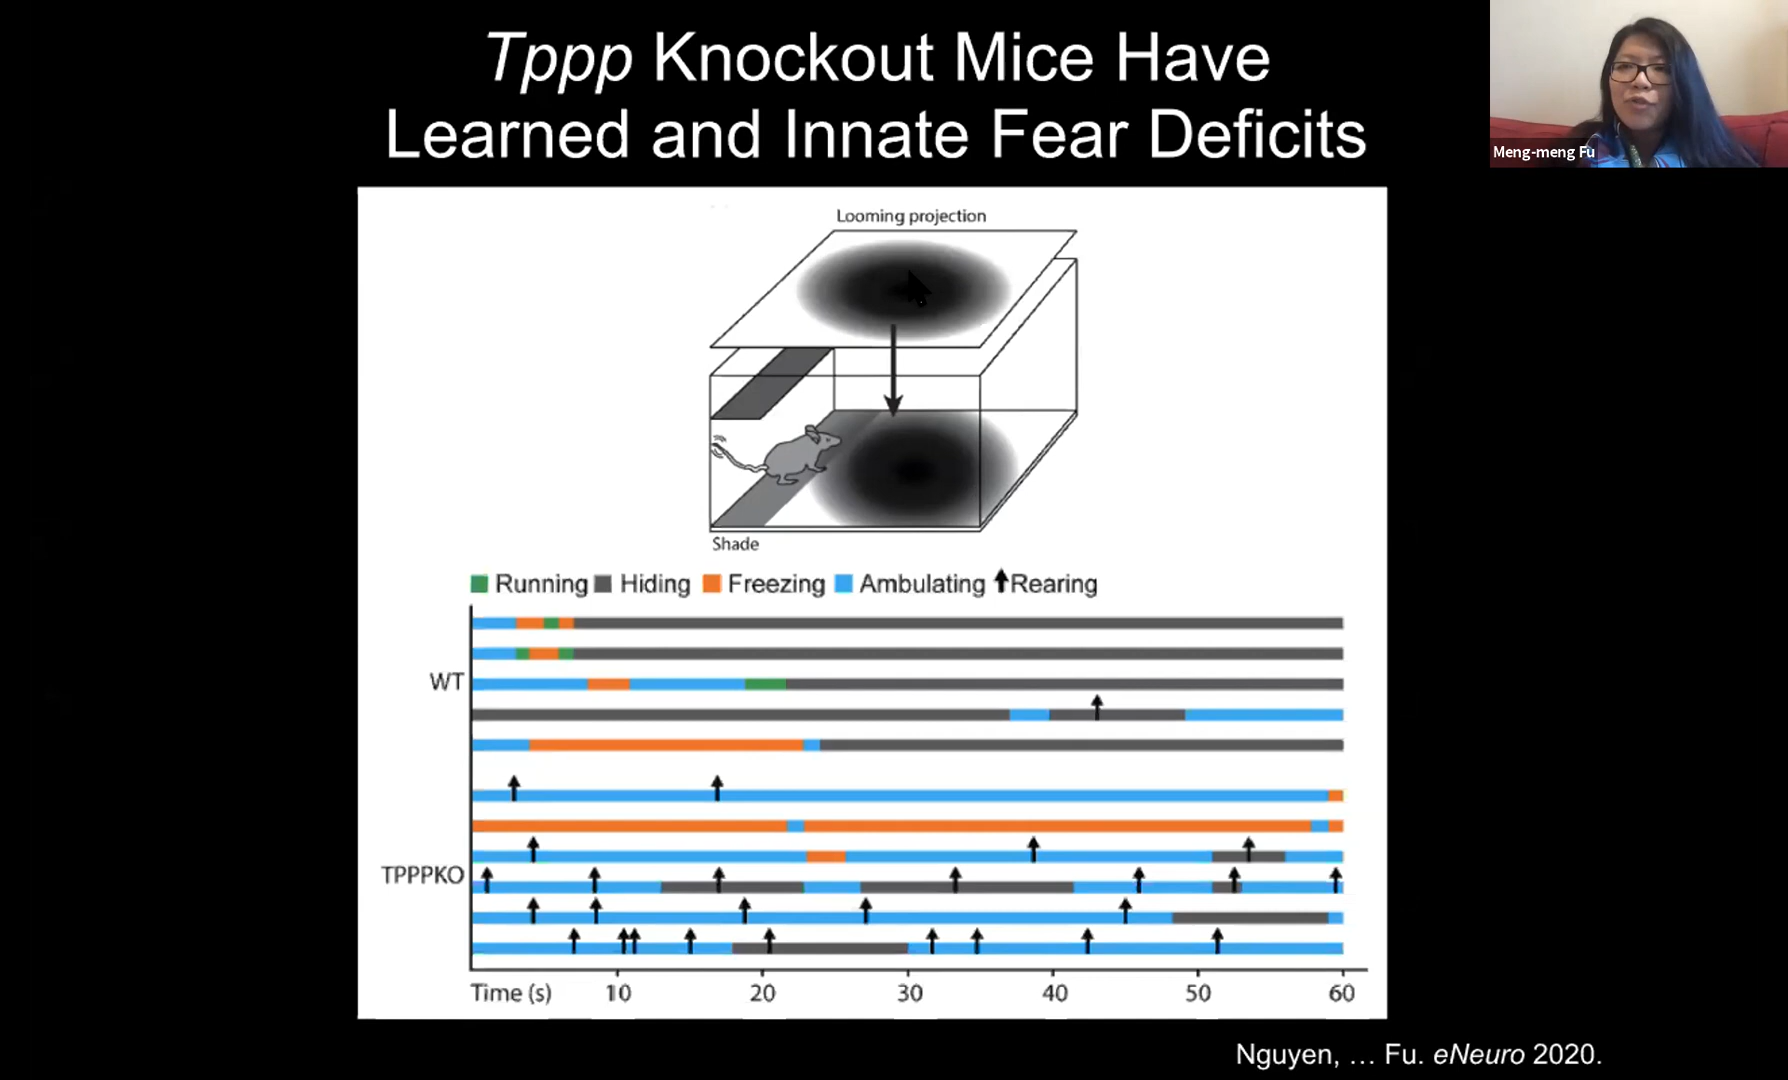 Tppp Knockout Mice Have
Learned and Innate Fear Deficits
Meng-meng Fu
Looming projection
Shade
Running Hiding Freezing Ambulating Rearing
WT
TPPPKO
Time (s) 10 20 30 40 50 60
Nguyen, … Fu. eNeuro 2020.